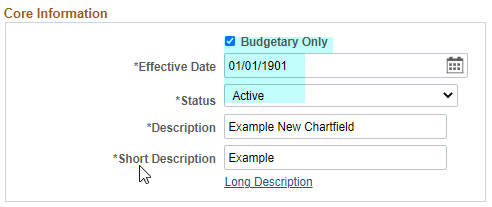 Core Information
Budgetary Only
*Effective Date 01/01/1901
*Status Active
*Description Example New Chartfield
*Short Description Example
Long Description